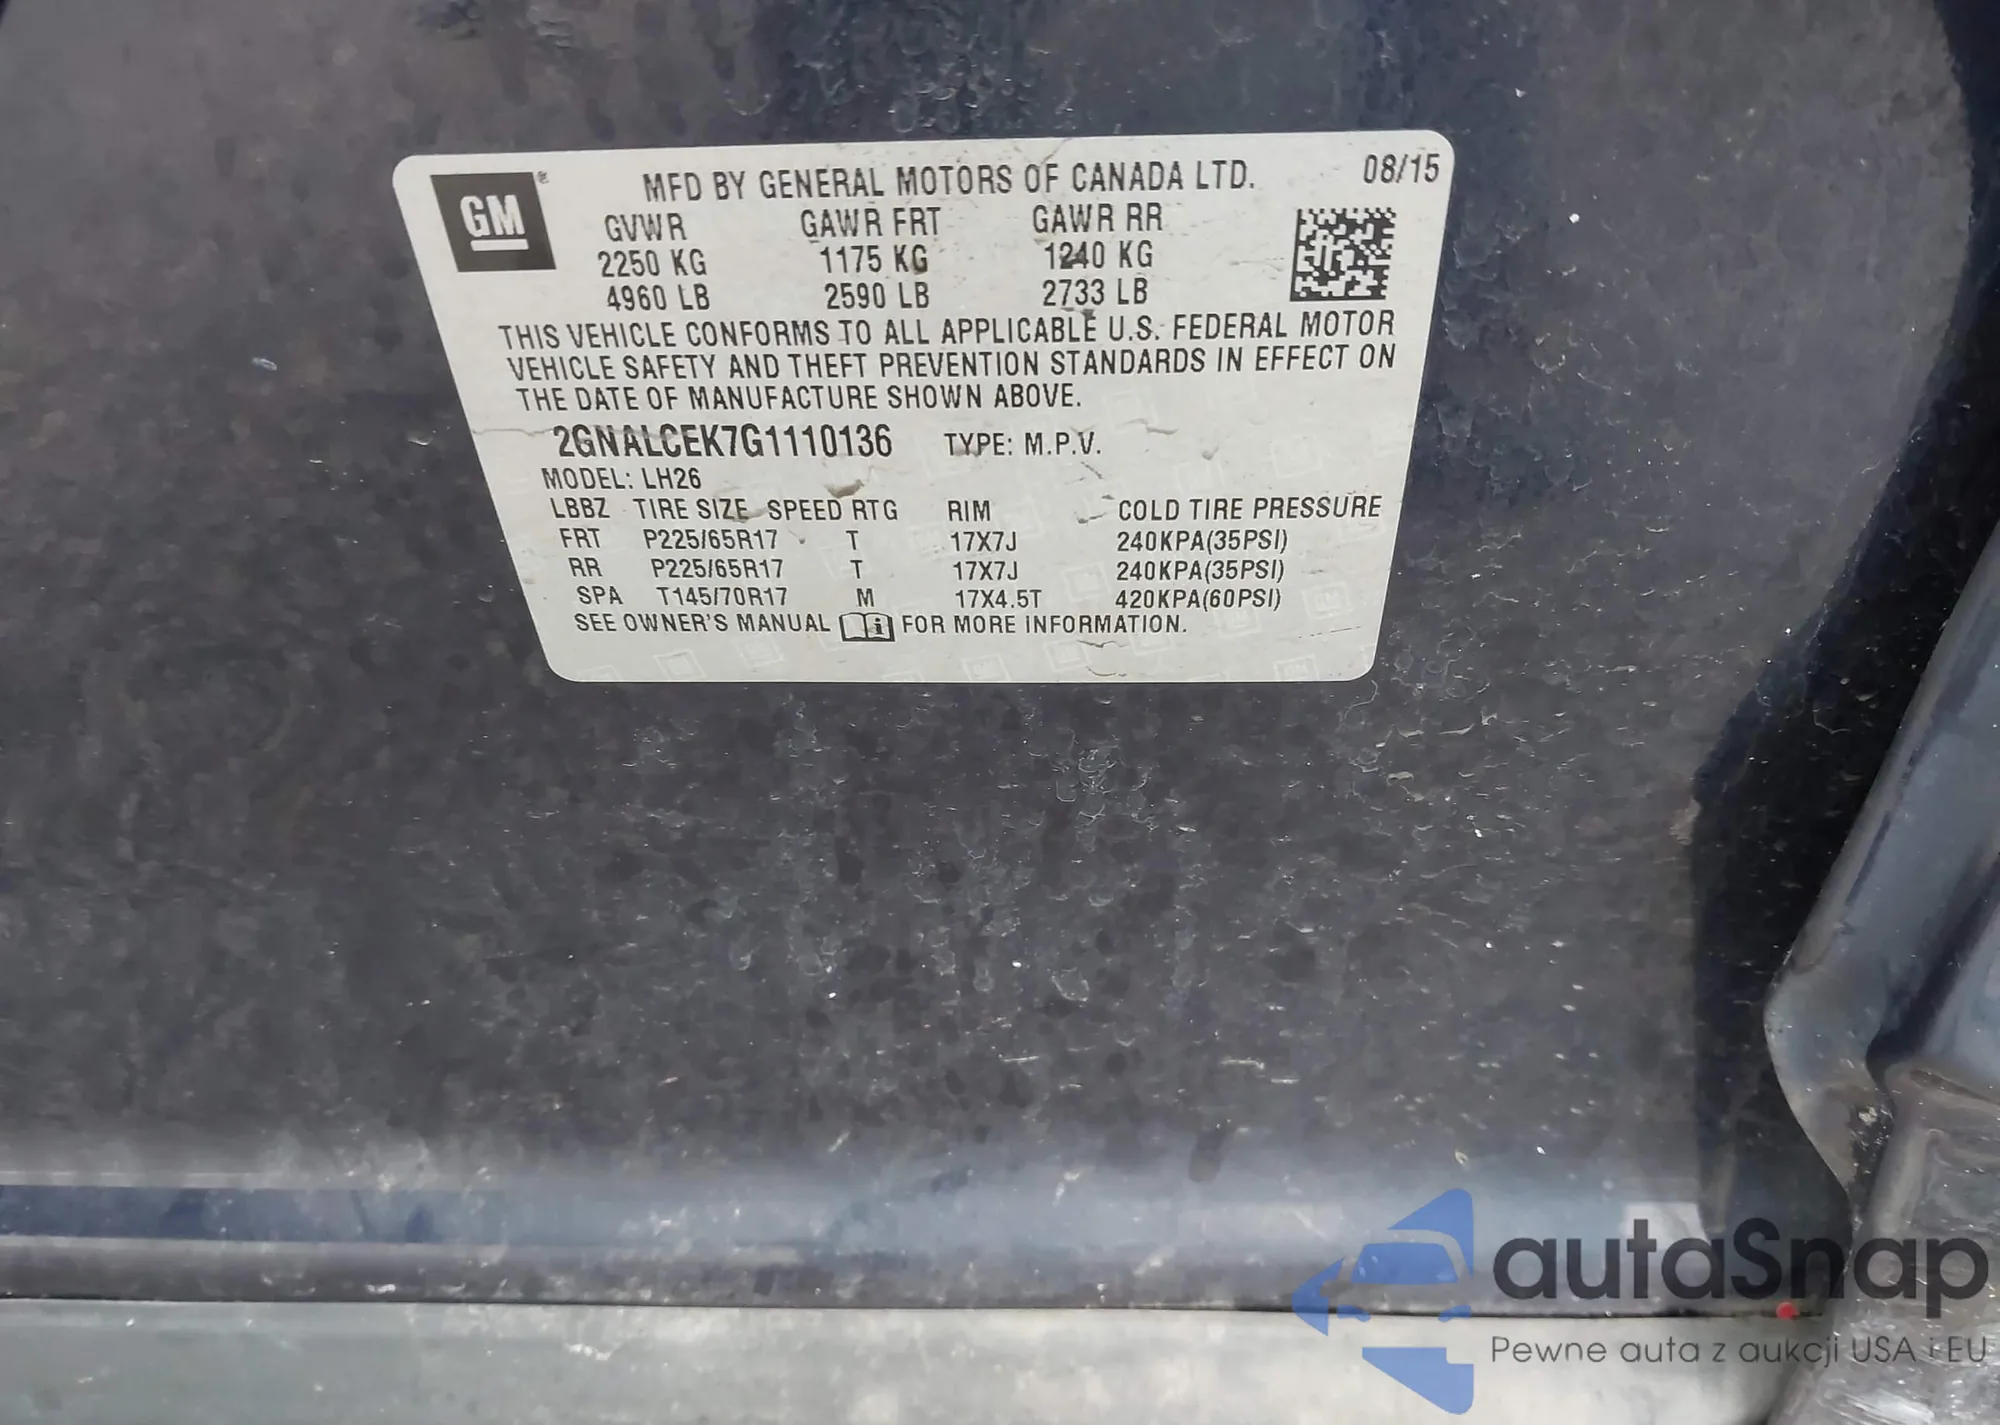 GM®
MFD BY GENERAL MOTORS OF CANADA LTD. 08/15
GVWR GAWR FRT GAWR RR
2250 KG 1175 KG 1240 KG
4960 LB 2590 LB 2733 LB
THIS VEHICLE CONFORMS TO ALL APPLICABLE U.S. FEDERAL MOTOR
VEHICLE SAFETY AND THEFT PREVENTION STANDARDS IN EFFECT ON
THE DATE OF MANUFACTURE SHOWN ABOVE.
2GNALCEK7G1110136 TYPE: M.P.V.
MODEL: LH26
LBBZ TIRE SIZE SPEED RTG RIM COLD TIRE PRESSURE
FRT P225/65R17 T 17X7J 240KPA(35PSI)
RR P225/65R17 T 17X7J 240KPA(35PSI)
SPA T145/70R17 M 17X4.5T 420KPA(60PSI)
SEE OWNER'S MANUAL i FOR MORE INFORMATION.
autaSnap
Pewne auta z aukcji USA i EU